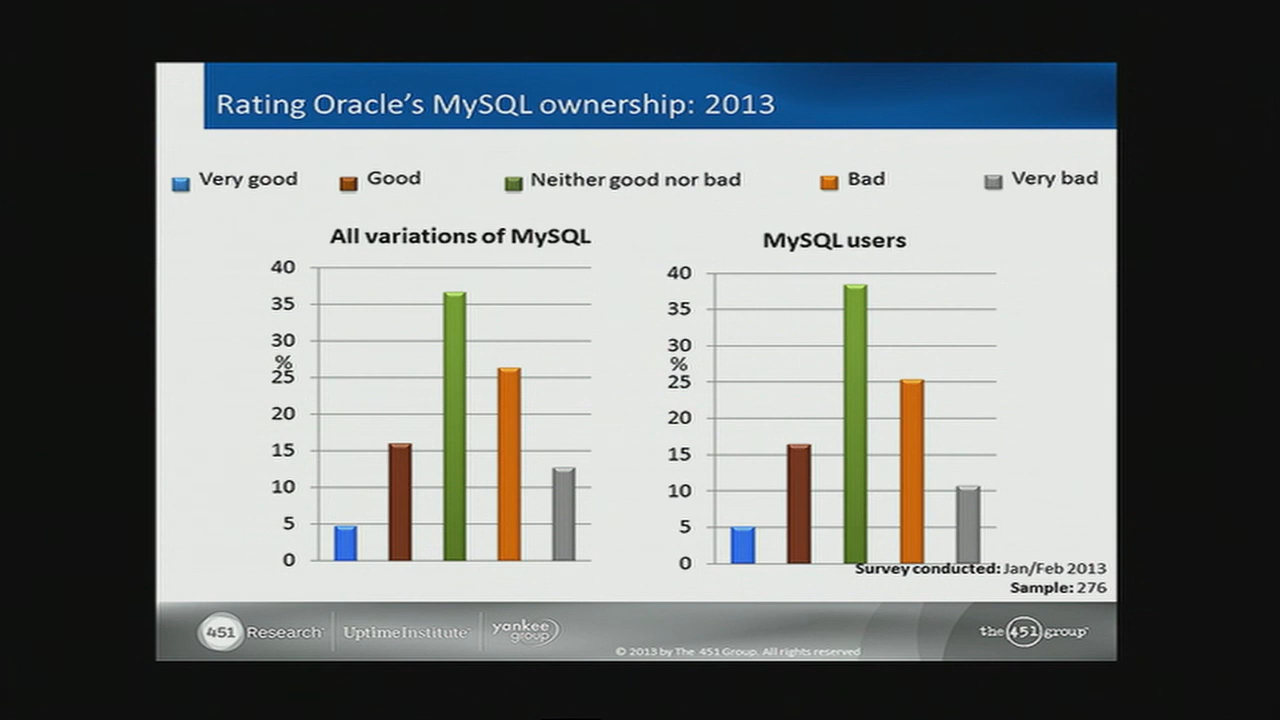 Rating Oracle's MySQL ownership: 2013
Very good
Good
Neither good nor bad
Bad
Very bad
All variations of MySQL
40
35
30
%
25
20
15
10
5
0
MySQL users
40
35
30
%
25
20
15
10
5
0
Survey conducted: Jan/Feb 2013
Sample: 276
451 Research
UptimeInstitute
yankee group
the 451 group
© 2013 by The 451 Group. All rights reserved